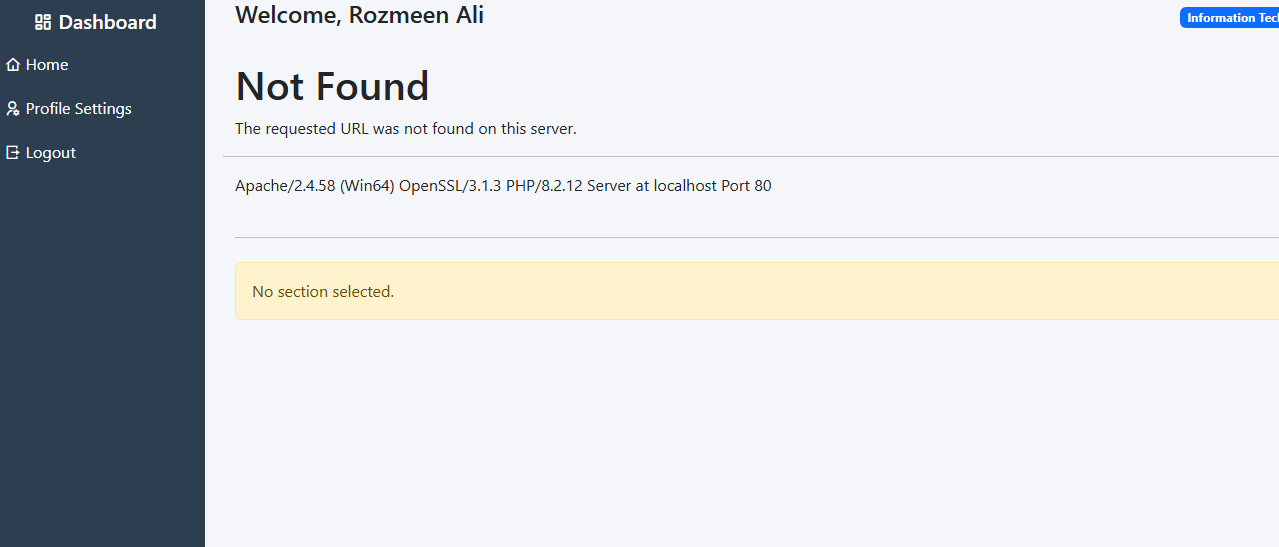 Dashboard
Home
Profile Settings
Logout
Welcome, Rozmeen Ali
Information Tec
Not Found
The requested URL was not found on this server.
Apache/2.4.58 (Win64) OpenSSL/3.1.3 PHP/8.2.12 Server at localhost Port 80
No section selected.